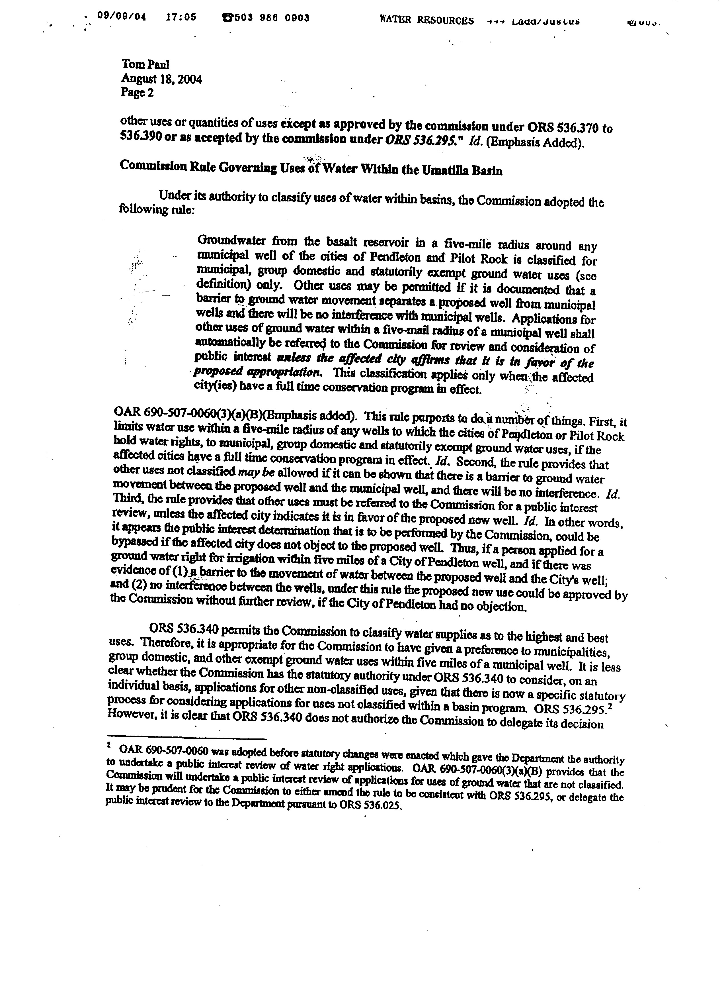 09/09/04 17:05 ☎503 986 0903 WATER RESOURCES →→→ Ladd/Justus
Tom Paul
August 18, 2004
Page 2
other uses or quantities of uses except as approved by the commission under ORS 536.370 to
536.390 or as accepted by the commission under ORS 536.295." Id. (Emphasis Added).
Commission Rule Governing Uses of Water Within the Umatilla Basin
Under its authority to classify uses of water within basins, the Commission adopted the
following rule:
Groundwater from the basalt reservoir in a five-mile radius around any
municipal well of the cities of Pendleton and Pilot Rock is classified for
municipal, group domestic and statutorily exempt ground water uses (see
definition) only. Other uses may be permitted if it is documented that a
barrier to ground water movement separates a proposed well from municipal
wells and there will be no interference with municipal wells. Applications for
other uses of ground water within a five-mail radius of a municipal well shall
automatically be referred to the Commission for review and consideration of
public interest unless the affected city affirms that it is in favor of the
proposed appropriation. This classification applies only when the affected
city(ies) have a full time conservation program in effect.
OAR 690-507-0060(3)(a)(B)(Emphasis added). This rule purports to do a number of things. First, it
limits water use within a five-mile radius of any wells to which the cities of Pendleton or Pilot Rock
hold water rights, to municipal, group domestic and statutorily exempt ground water uses, if the
affected cities have a full time conservation program in effect. Id. Second, the rule provides that
other uses not classified may be allowed if it can be shown that there is a barrier to ground water
movement between the proposed well and the municipal well, and there will be no interference. Id.
Third, the rule provides that other uses must be referred to the Commission for a public interest
review, unless the affected city indicates it is in favor of the proposed new well. Id. In other words,
it appears the public interest determination that is to be performed by the Commission, could be
bypassed if the affected city does not object to the proposed well. Thus, if a person applied for a
ground water right for irrigation within five miles of a City of Pendleton well, and if there was
evidence of (1) a barrier to the movement of water between the proposed well and the City's well;
and (2) no interference between the wells, under this rule the proposed new use could be approved by
the Commission without further review, if the City of Pendleton had no objection.
ORS 536.340 permits the Commission to classify water supplies as to the highest and best
uses. Therefore, it is appropriate for the Commission to have given a preference to municipalities,
group domestic, and other exempt ground water uses within five miles of a municipal well. It is less
clear whether the Commission has the statutory authority under ORS 536.340 to consider, on an
individual basis, applications for other non-classified uses, given that there is now a specific statutory
process for considering applications for uses not classified within a basin program. ORS 536.295.2
However, it is clear that ORS 536.340 does not authorize the Commission to delegate its decision
2 OAR 690-507-0060 was adopted before statutory changes were enacted which gave the Department the authority
to undertake a public interest review of water right applications. OAR 690-507-0060(3)(a)(B) provides that the
Commission will undertake a public interest review of applications for uses of ground water that are not classified.
It may be prudent for the Commission to either amend the rule to be consistent with ORS 536.295, or delegate the
public interest review to the Department pursuant to ORS 536.025.